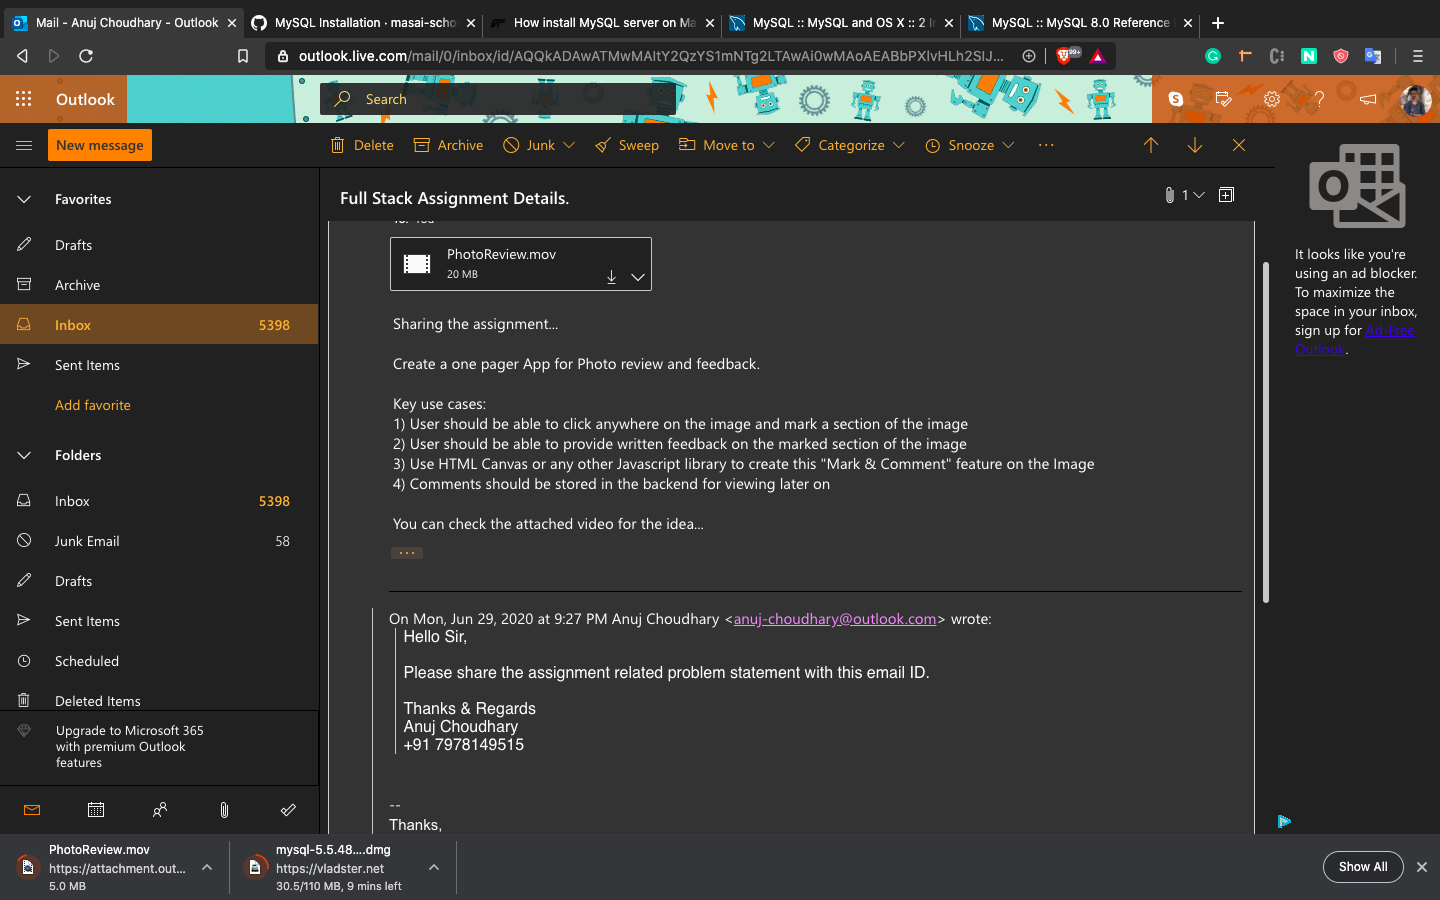 Mail - Anuj Choudhary - Outlook
MySQL Installation · masai-scho
How install MySQL server on Ma
MySQL :: MySQL and OS X :: 2 In
MySQL :: MySQL 8.0 Reference
outlook.live.com/mail/0/inbox/id/AQQkADAwATMwMAItY2QzYS1mNTg2LTAwAi0wMAoAEABbPXlvHLh2SIJ...
99+
Outlook
Search
New message
Delete
Archive
Junk
Sweep
Move to
Categorize
Snooze
Favorites
Drafts
Archive
Inbox 5398
Sent Items
Add favorite
Folders
Inbox 5398
Junk Email 58
Drafts
Sent Items
Scheduled
Deleted Items
Upgrade to Microsoft 365
with premium Outlook
features
Full Stack Assignment Details.
1
To: You
PhotoReview.mov
20 MB
Sharing the assignment...
Create a one pager App for Photo review and feedback.
Key use cases:
1) User should be able to click anywhere on the image and mark a section of the image
2) User should be able to provide written feedback on the marked section of the image
3) Use HTML Canvas or any other Javascript library to create this "Mark & Comment" feature on the Image
4) Comments should be stored in the backend for viewing later on
You can check the attached video for the idea...
On Mon, Jun 29, 2020 at 9:27 PM Anuj Choudhary <anuj-choudhary@outlook.com> wrote:
Hello Sir,
Please share the assignment related problem statement with this email ID.
Thanks & Regards
Anuj Choudhary
+91 7978149515
--
Thanks,
It looks like you're
using an ad blocker.
To maximize the
space in your inbox,
sign up for Ad-Free
Outlook.
PhotoReview.mov
https://attachment.out...
5.0 MB
mysql-5.5.48....dmg
https://vladster.net
30.5/110 MB, 9 mins left
Show All